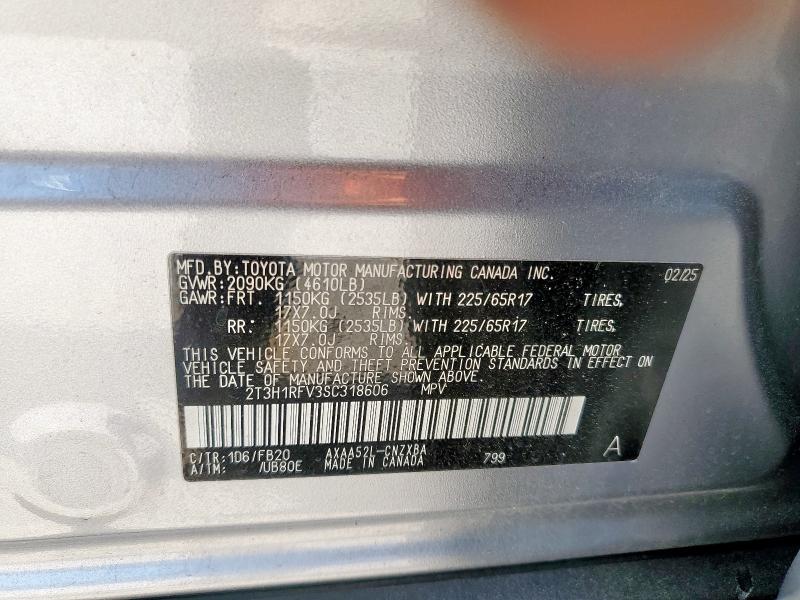 MFD.BY:TOYOTA MOTOR MANUFACTURING CANADA INC. 02/25
GVWR:2090KG (4610LB)
GAWR:FRT. 1150KG (2535LB) WITH 225/65R17 TIRES,
17X7.0J RIMS.
RR. 1150KG (2535LB) WITH 225/65R17 TIRES,
17X7.0J RIMS.
THIS VEHICLE CONFORMS TO ALL APPLICABLE FEDERAL MOTOR
VEHICLE SAFETY AND THEFT PREVENTION STANDARDS IN EFFECT ON
THE DATE OF MANUFACTURE SHOWN ABOVE.
2T3H1RFV3SC318606 MPV
C/TR:1D6/FB20 AXAA52L-CNZXBA 799 A
A/TM: /UB80E MADE IN CANADA